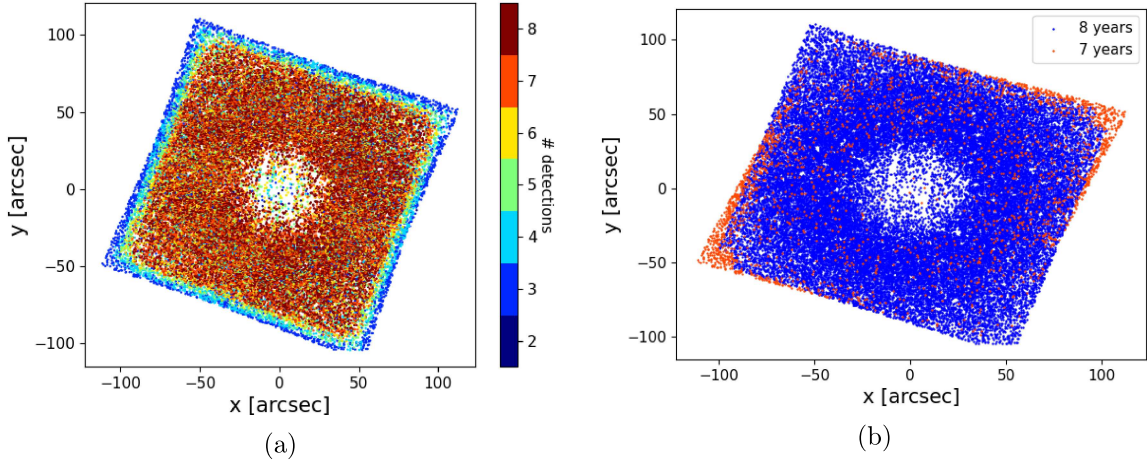 100
50
0
−50
−100
y [arcsec]
−100 −50 0 50 100
x [arcsec]
8
7
6
5
4
3
2
# detections
(a)
8 years
7 years
100
50
0
−50
−100
y [arcsec]
−100 −50 0 50 100
x [arcsec]
(b)